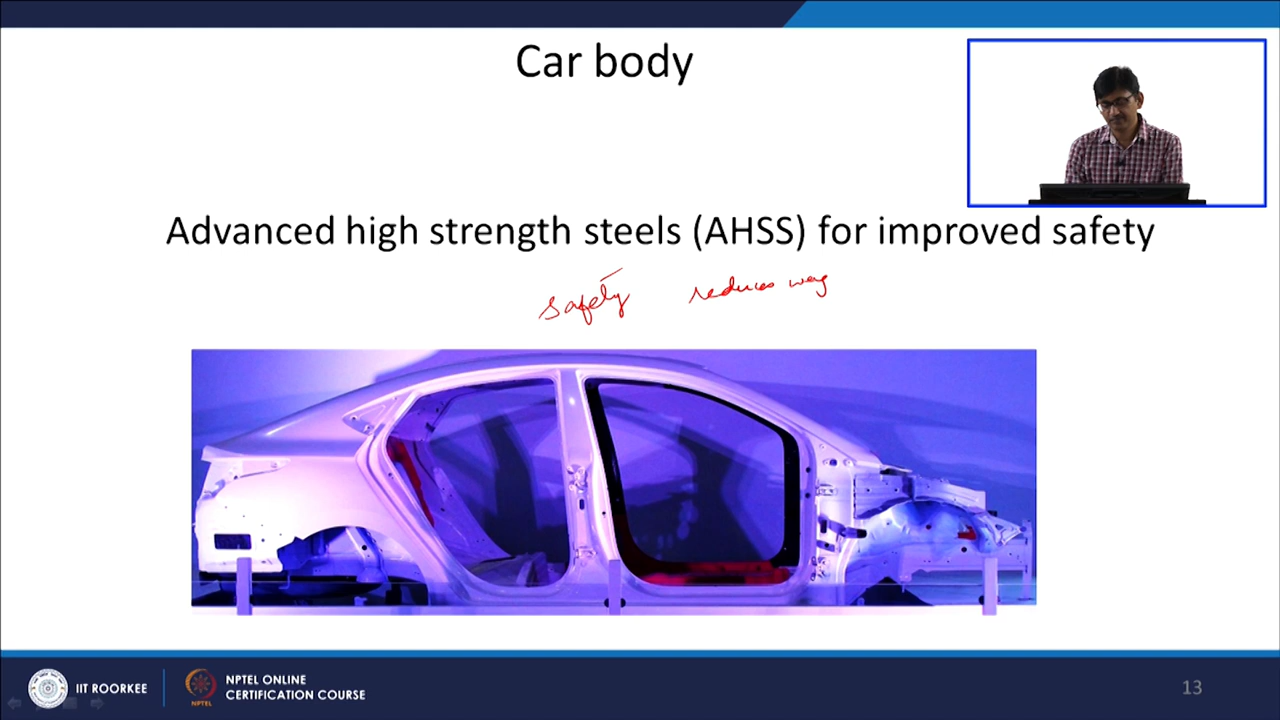 Car body
Advanced high strength steels (AHSS) for improved safety
safety reduces
IIT ROORKEE
NPTEL
NPTEL ONLINE
CERTIFICATION COURSE
13